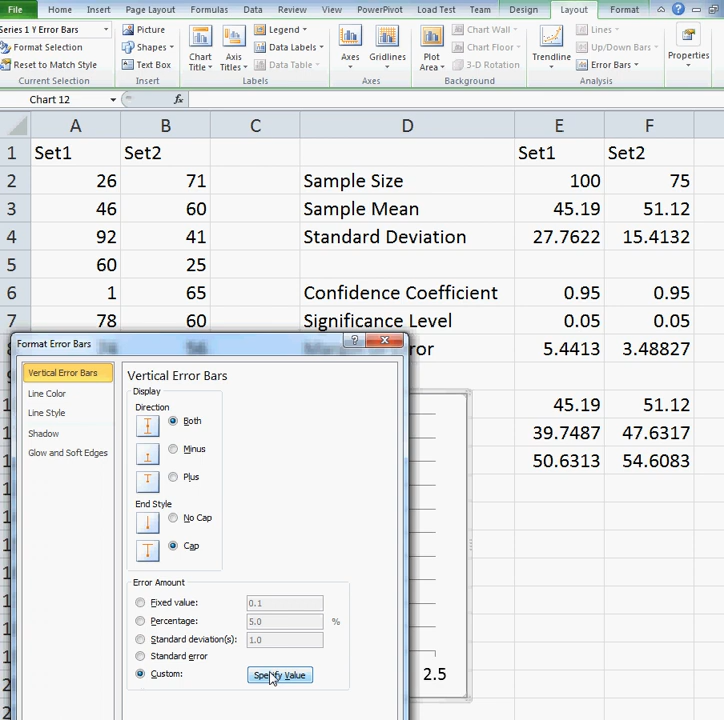 File Home Insert Page Layout Formulas Data Review View PowerPivot Load Test Team Design Layout Format
Series 1 Y Error Bars
Format Selection
Reset to Match Style
Current Selection
Picture
Shapes
Text Box
Insert
Chart Title
Axis Titles
Legend
Data Labels
Data Table
Labels
Axes
Gridlines
Axes
Plot Area
Chart Wall
Chart Floor
3-D Rotation
Background
Trendline
Lines
Up/Down Bars
Error Bars
Analysis
Properties
Chart 12 fx
A B C D E F
1 Set1 Set2 Set1 Set2
2 26 71 Sample Size 100 75
3 46 60 Sample Mean 45.19 51.12
4 92 41 Standard Deviation 27.7622 15.4132
5 60 25
6 1 65 Confidence Coefficient 0.95 0.95
7 78 60 Significance Level 0.05 0.05
5.4413 3.48827
45.19 51.12
39.7487 47.6317
50.6313 54.6083
2.5
Format Error Bars
Vertical Error Bars
Line Color
Line Style
Shadow
Glow and Soft Edges
Vertical Error Bars
Display
Direction
Both
Minus
Plus
End Style
No Cap
Cap
Error Amount
Fixed value: 0.1
Percentage: 5.0 %
Standard deviation(s): 1.0
Standard error
Custom: Specify Value